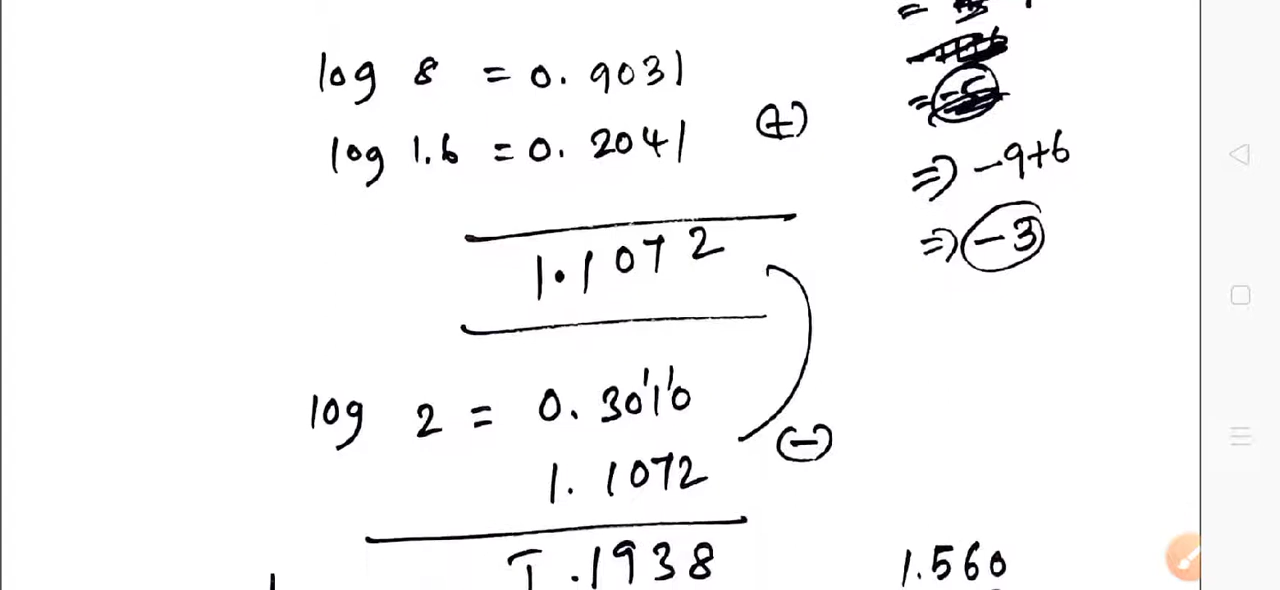 log 8 = 0.9031
log 1.6 = 0.2041 (+)
1.1072
log 2 = 0.3010
1.1072 (-)
1̅.1938
⇒ -9+6
⇒ -3
1.560